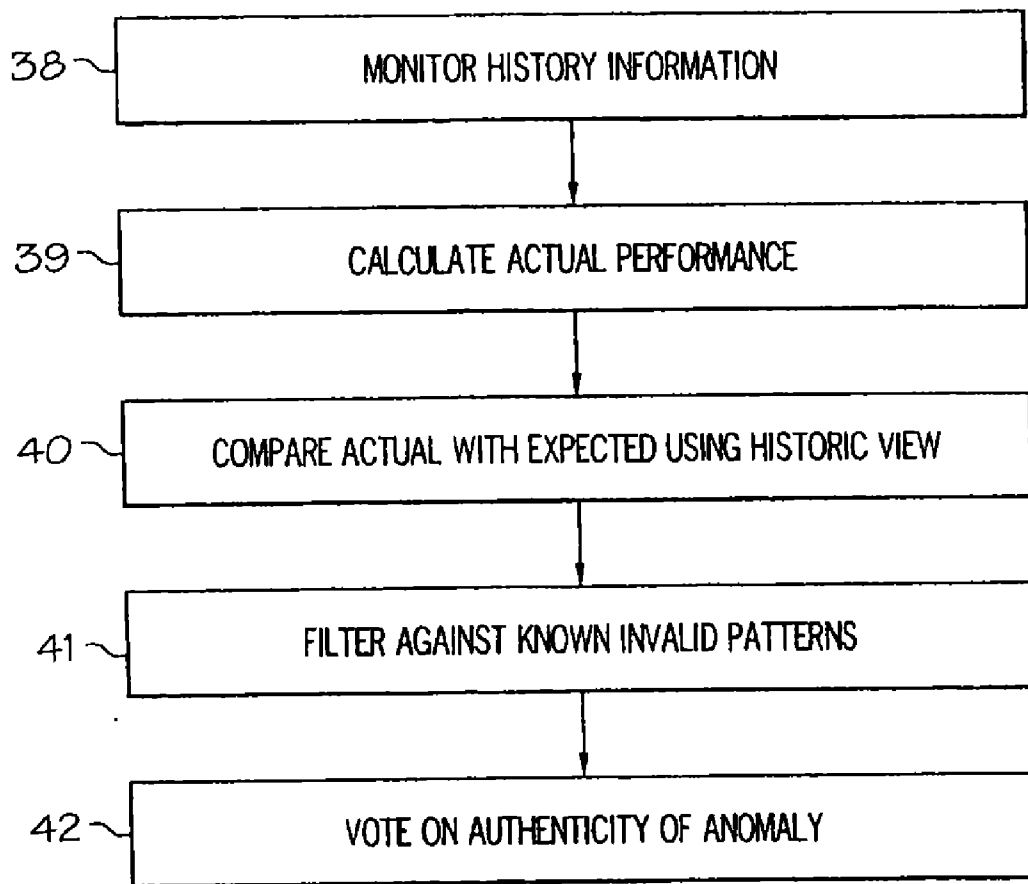 38 MONITOR HISTORY INFORMATION
39 CALCULATE ACTUAL PERFORMANCE
40 COMPARE ACTUAL WITH EXPECTED USING HISTORIC VIEW
41 FILTER AGAINST KNOWN INVALID PATTERNS
42 VOTE ON AUTHENTICITY OF ANOMALY